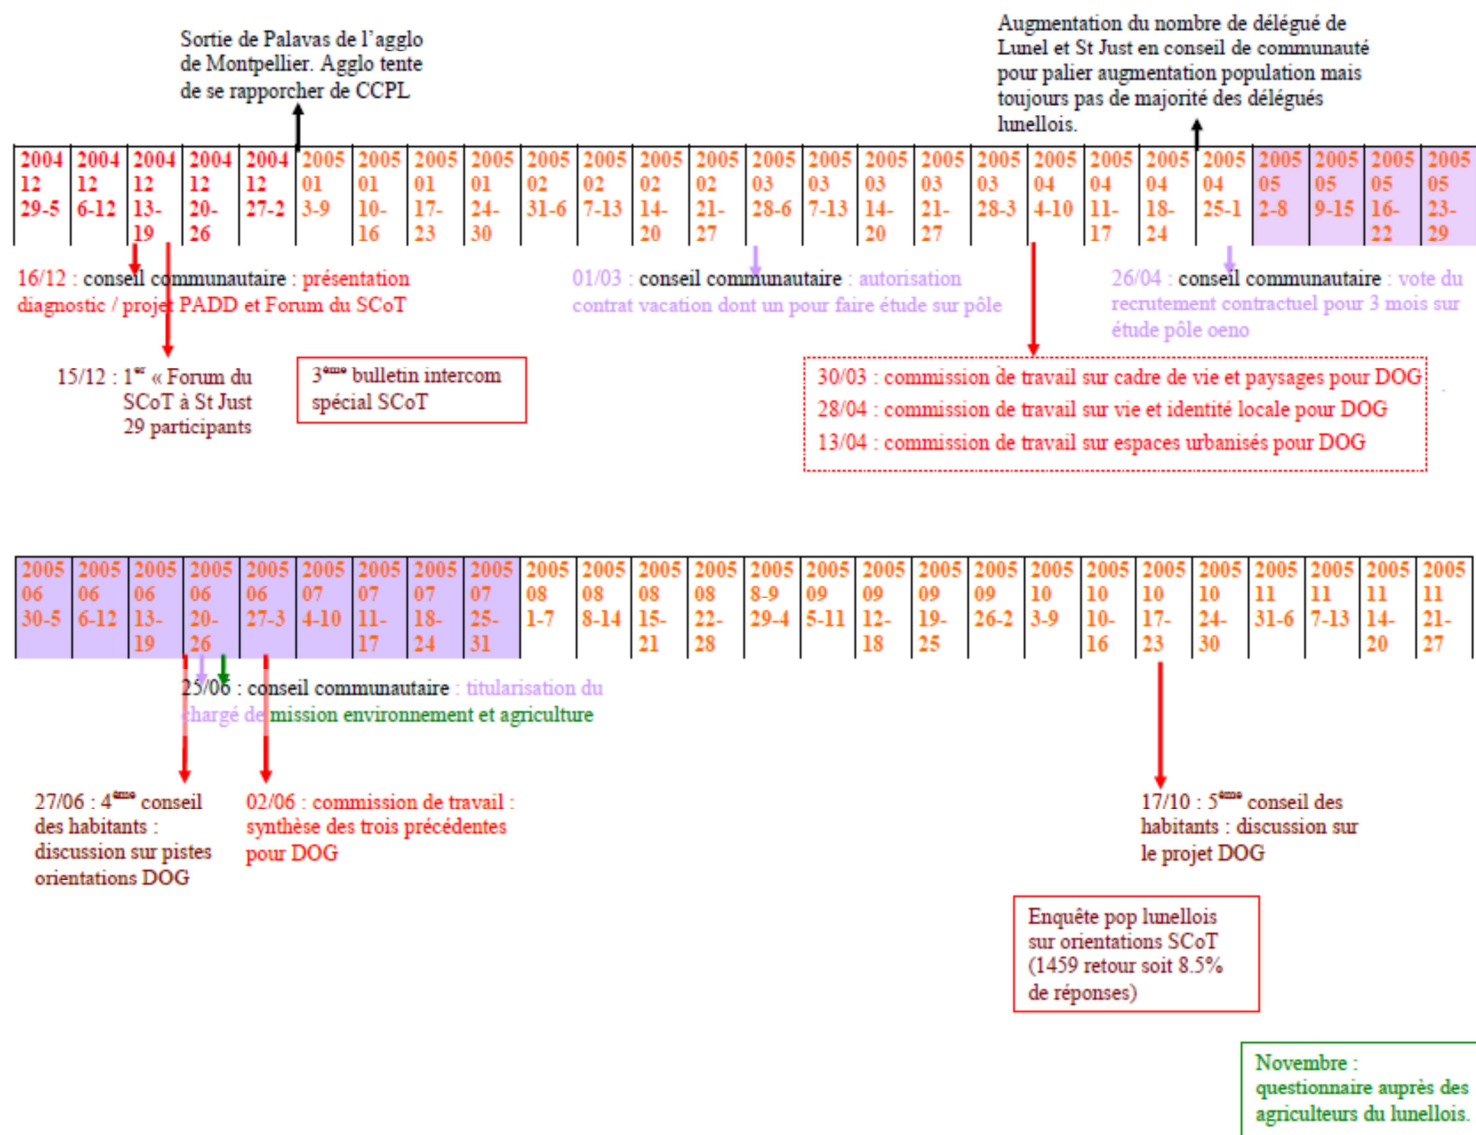 Sortie de Palavas de l’agglo
de Montpellier. Agglo tente
de se rapporcher de CCPL
Augmentation du nombre de délégué de
Lunel et St Just en conseil de communauté
pour palier augmentation population mais
toujours pas de majorité des délégués
lunellois.
2004 2004 2004 2004 2004 2005 2005 2005 2005 2005 2005 2005 2005 2005 2005 2005 2005 2005 2005 2005 2005 2005 2005 2005 2005 2005
12 12 12 12 12 01 01 01 01 02 02 02 02 03 03 03 03 03 04 04 04 04 05 05 05 05
29-5 6-12 13- 20- 27-2 3-9 10- 17- 24- 31-6 7-13 14- 21- 28-6 7-13 14- 21- 28-3 4-10 11- 18- 25-1 2-8 9-15 16- 23-
19 26 16 23 30 20 27 20 27 17 24 22 29
16/12 : conseil communautaire : présentation
diagnostic / projet PADD et Forum du SCoT
01/03 : conseil communautaire : autorisation
contrat vacation dont un pour faire étude sur pôle
26/04 : conseil communautaire : vote du
recrutement contractuel pour 3 mois sur
étude pôle oeno
15/12 : 1er « Forum du
SCoT à St Just
29 participants
3ème bulletin intercom
spécial SCoT
30/03 : commission de travail sur cadre de vie et paysages pour DOG
28/04 : commission de travail sur vie et identité locale pour DOG
13/04 : commission de travail sur espaces urbanisés pour DOG
2005 2005 2005 2005 2005 2005 2005 2005 2005 2005 2005 2005 2005 2005 2005 2005 2005 2005 2005 2005 2005 2005 2005 2005 2005 2005
06 06 06 06 06 07 07 07 07 08 08 08 08 8-9 09 09 09 09 10 10 10 10 11 11 11 11
30-5 6-12 13- 20- 27-3 4-10 11- 18- 25- 1-7 8-14 15- 22- 29-4 5-11 12- 19- 26-2 3-9 10- 17- 24- 31-6 7-13 14- 21-
19 26 17 24 31 21 28 18 25 16 23 30 20 27
25/06 : conseil communautaire : titularisation du
chargé de mission environnement et agriculture
27/06 : 4ème conseil
des habitants :
discussion sur pistes
orientations DOG
02/06 : commission de travail :
synthèse des trois précédentes
pour DOG
17/10 : 5ème conseil des
habitants : discussion sur
le projet DOG
Enquête pop lunellois
sur orientations SCoT
(1459 retour soit 8.5%
de réponses)
Novembre :
questionnaire auprès des
agriculteurs du lunellois.